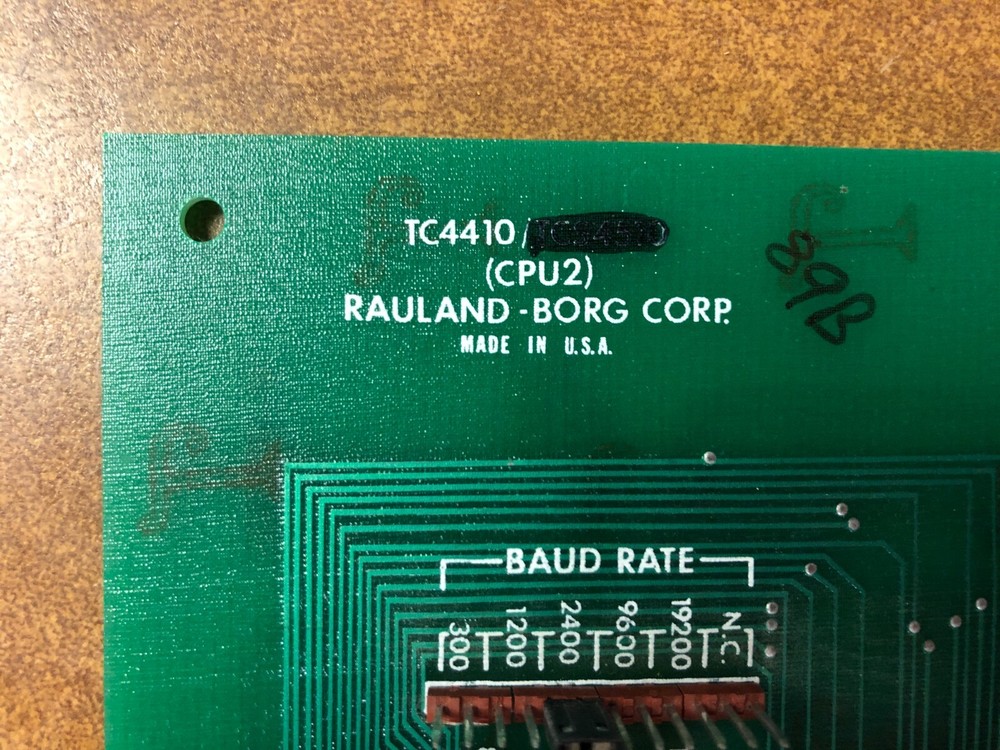 TC4410/
(CPU2)
RAULAND-BORG CORP.
MADE IN U.S.A.
89B
BAUD RATE
300 1200 2400 9600 19200 N.C.